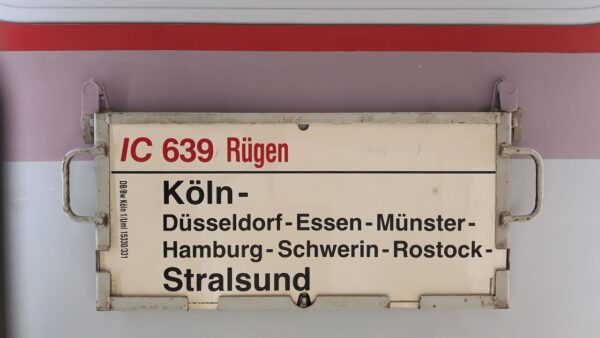 IC 639 Rügen
Köln-
Düsseldorf-Essen-Münster-
Hamburg-Schwerin-Rostock-
Stralsund